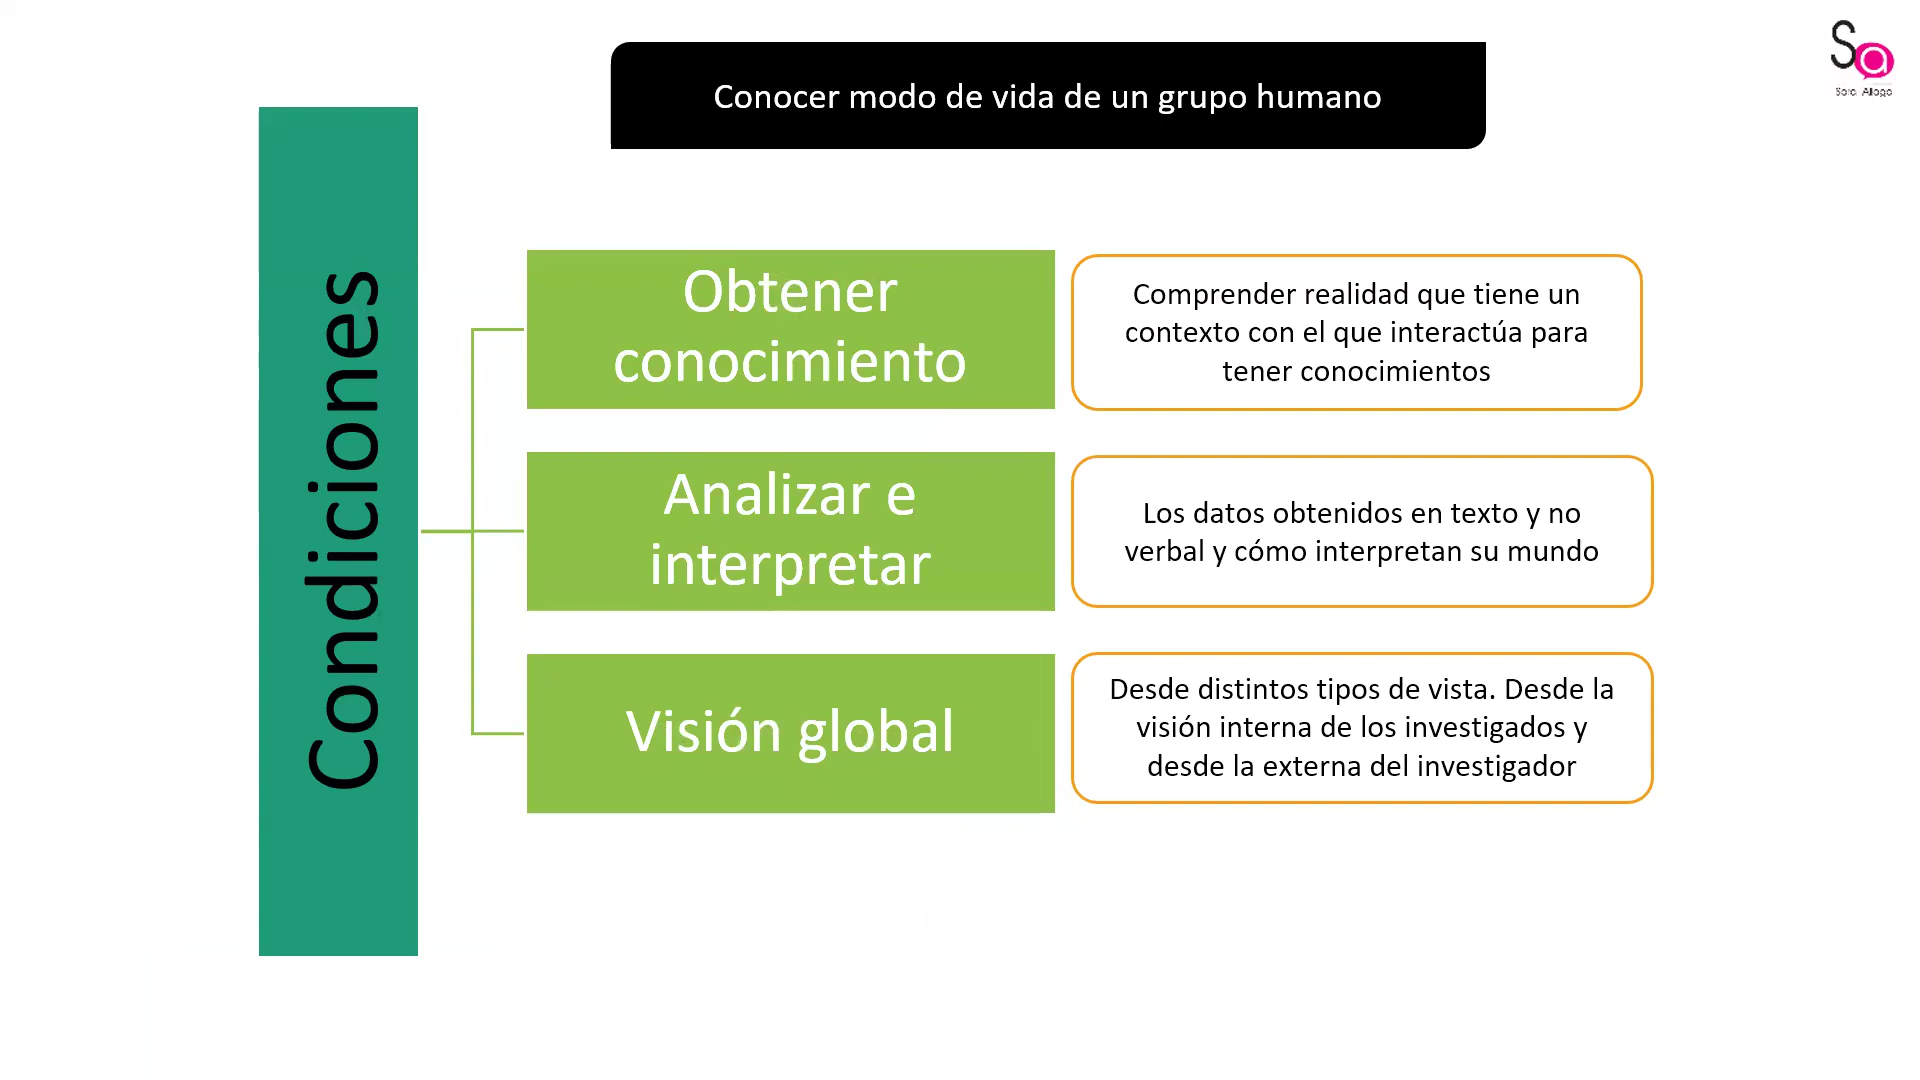 Conocer modo de vida de un grupo humano
Condiciones
Obtener
conocimiento
Comprender realidad que tiene un
contexto con el que interactúa para
tener conocimientos
Analizar e
interpretar
Los datos obtenidos en texto y no
verbal y cómo interpretan su mundo
Visión global
Desde distintos tipos de vista. Desde la
visión interna de los investigados y
desde la externa del investigador
Sa